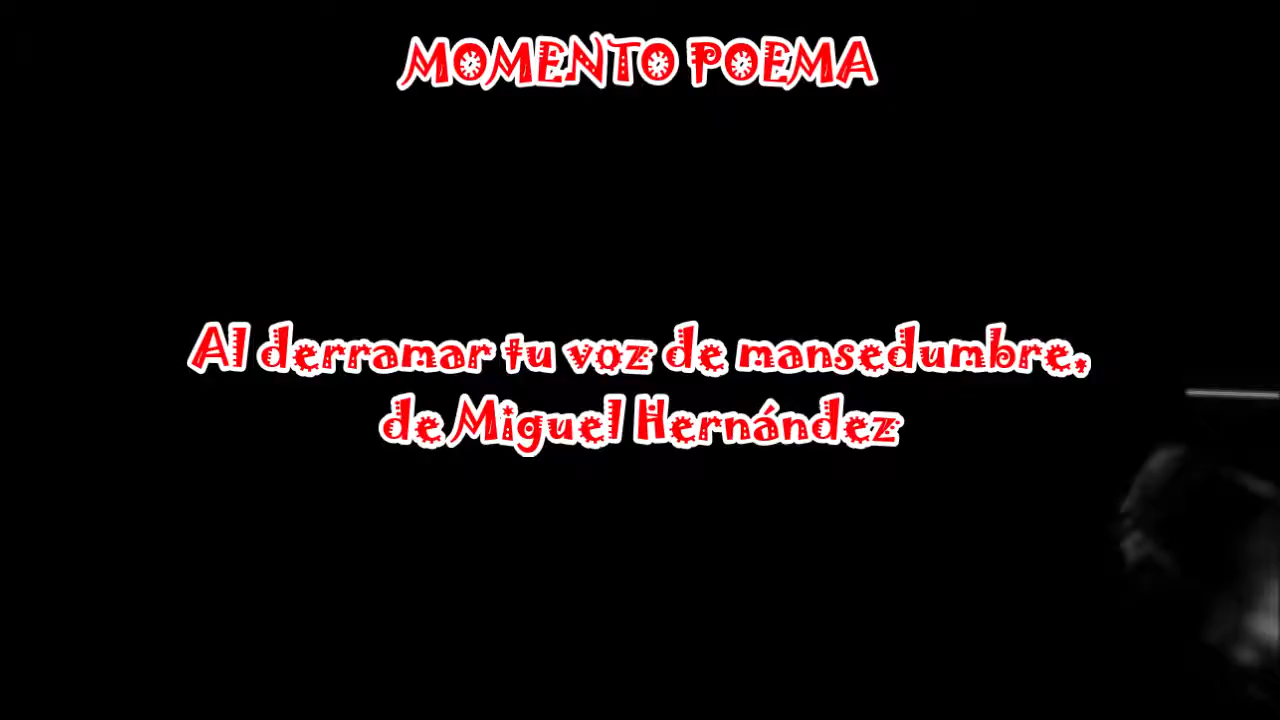 MOMENTO POEMA
Al derramar tu voz de mansedumbre,
de Miguel Hernández